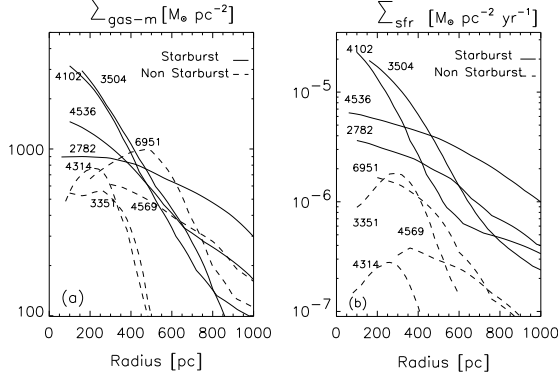 Σgas−m [M⊙ pc−2]
Starburst
Non Starburst
4102
3504
4536
6951
2782
4314
3351
4569
(a)
1000
100
0 200 400 600 800 1000
Radius [pc]
Σsfr [M⊙ pc−2 yr−1]
Starburst
Non Starburst
4102
3504
4536
2782
6951
3351
4569
4314
(b)
10−5
10−6
10−7
0 200 400 600 800 1000
Radius [pc]